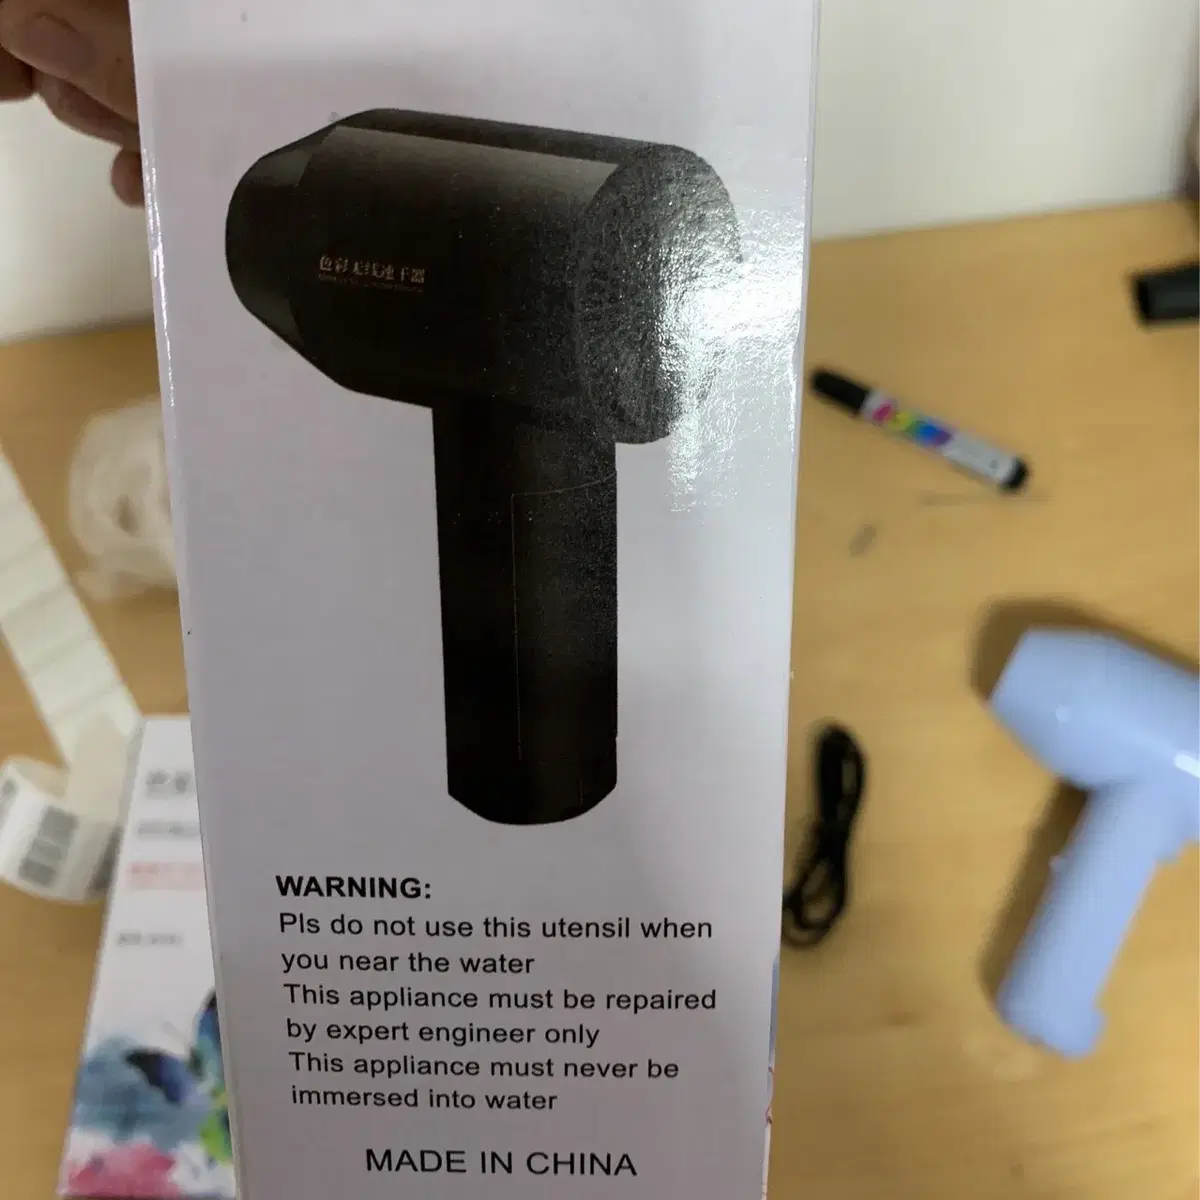 色彩无线速干器
WARNING:
Pls do not use this utensil when
you near the water
This appliance must be repaired
by expert engineer only
This appliance must never be
immersed into water
MADE IN CHINA